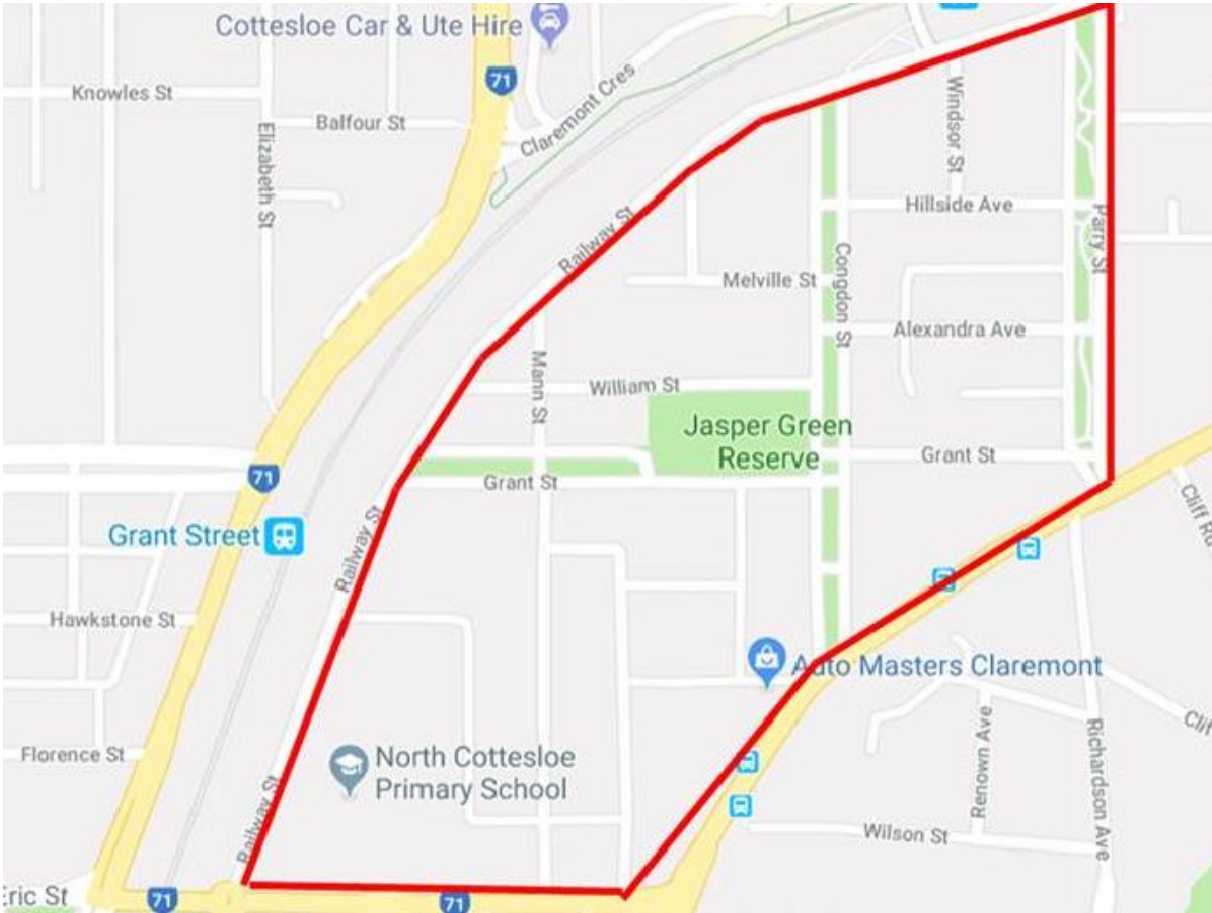 Cottesloe Car & Ute Hire
71
Knowles St
Balfour St
Claremont Cres
Elizabeth St
Windsor St
Hillside Ave
Parry St
Railway St
Melville St
Congdon St
Alexandra Ave
Mann St
William St
Jasper Green
Reserve
Grant St
Grant St
71
Cliff Rd
Grant Street
Railway St
Hawkstone St
Auto Masters Claremont
Florence St
North Cottesloe
Primary School
Renown Ave
Richardson Ave
Railway St
Wilson St
71
71